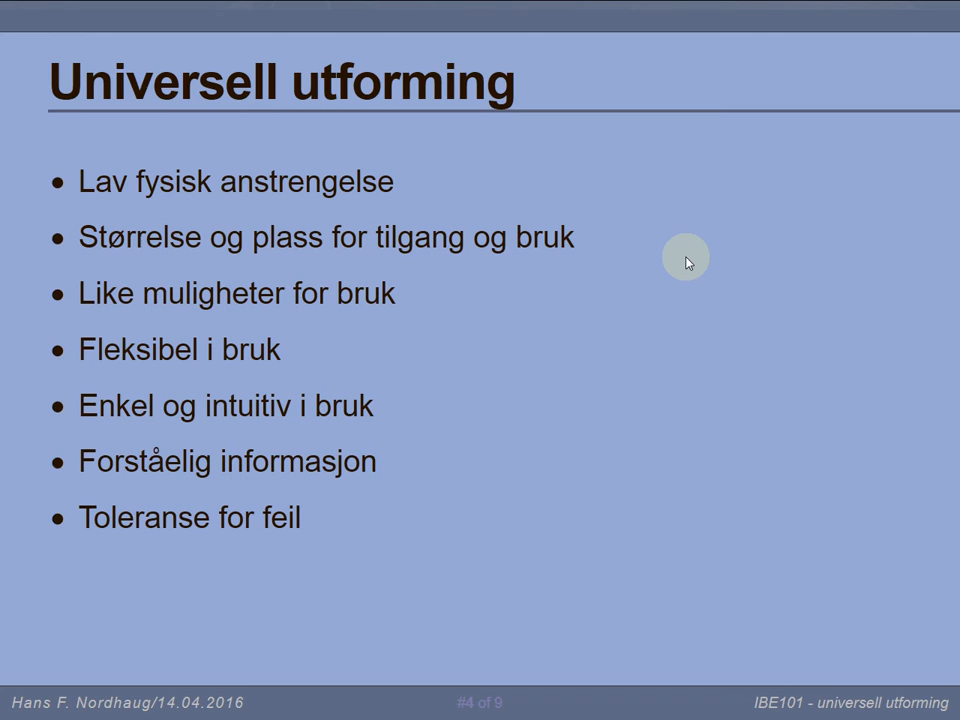 Universell utforming
• Lav fysisk anstrengelse
• Størrelse og plass for tilgang og bruk
• Like muligheter for bruk
• Fleksibel i bruk
• Enkel og intuitiv i bruk
• Forståelig informasjon
• Toleranse for feil
Hans F. Nordhaug/14.04.2016
#4 of 9
IBE101 - universell utforming